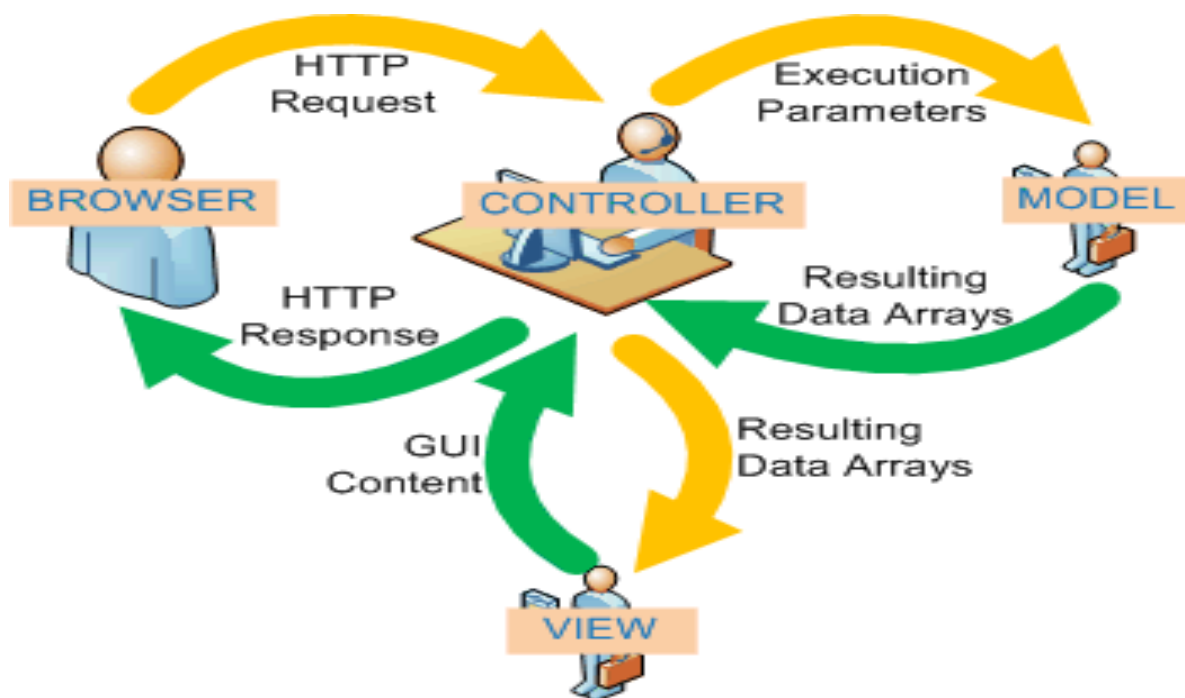 HTTP
Request
Execution
Parameters
BROWSER
CONTROLLER
MODEL
HTTP
Response
Resulting
Data Arrays
GUI
Content
Resulting
Data Arrays
VIEW